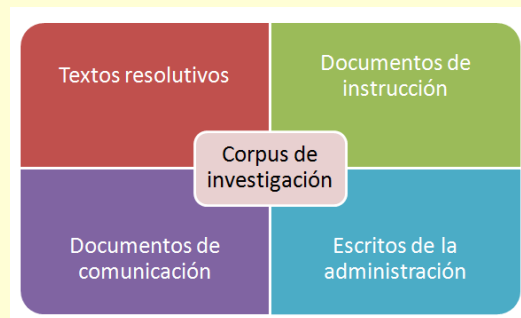 Textos resolutivos
Documentos de
instrucción
Corpus de
investigación
Documentos de
comunicación
Escritos de la
administración